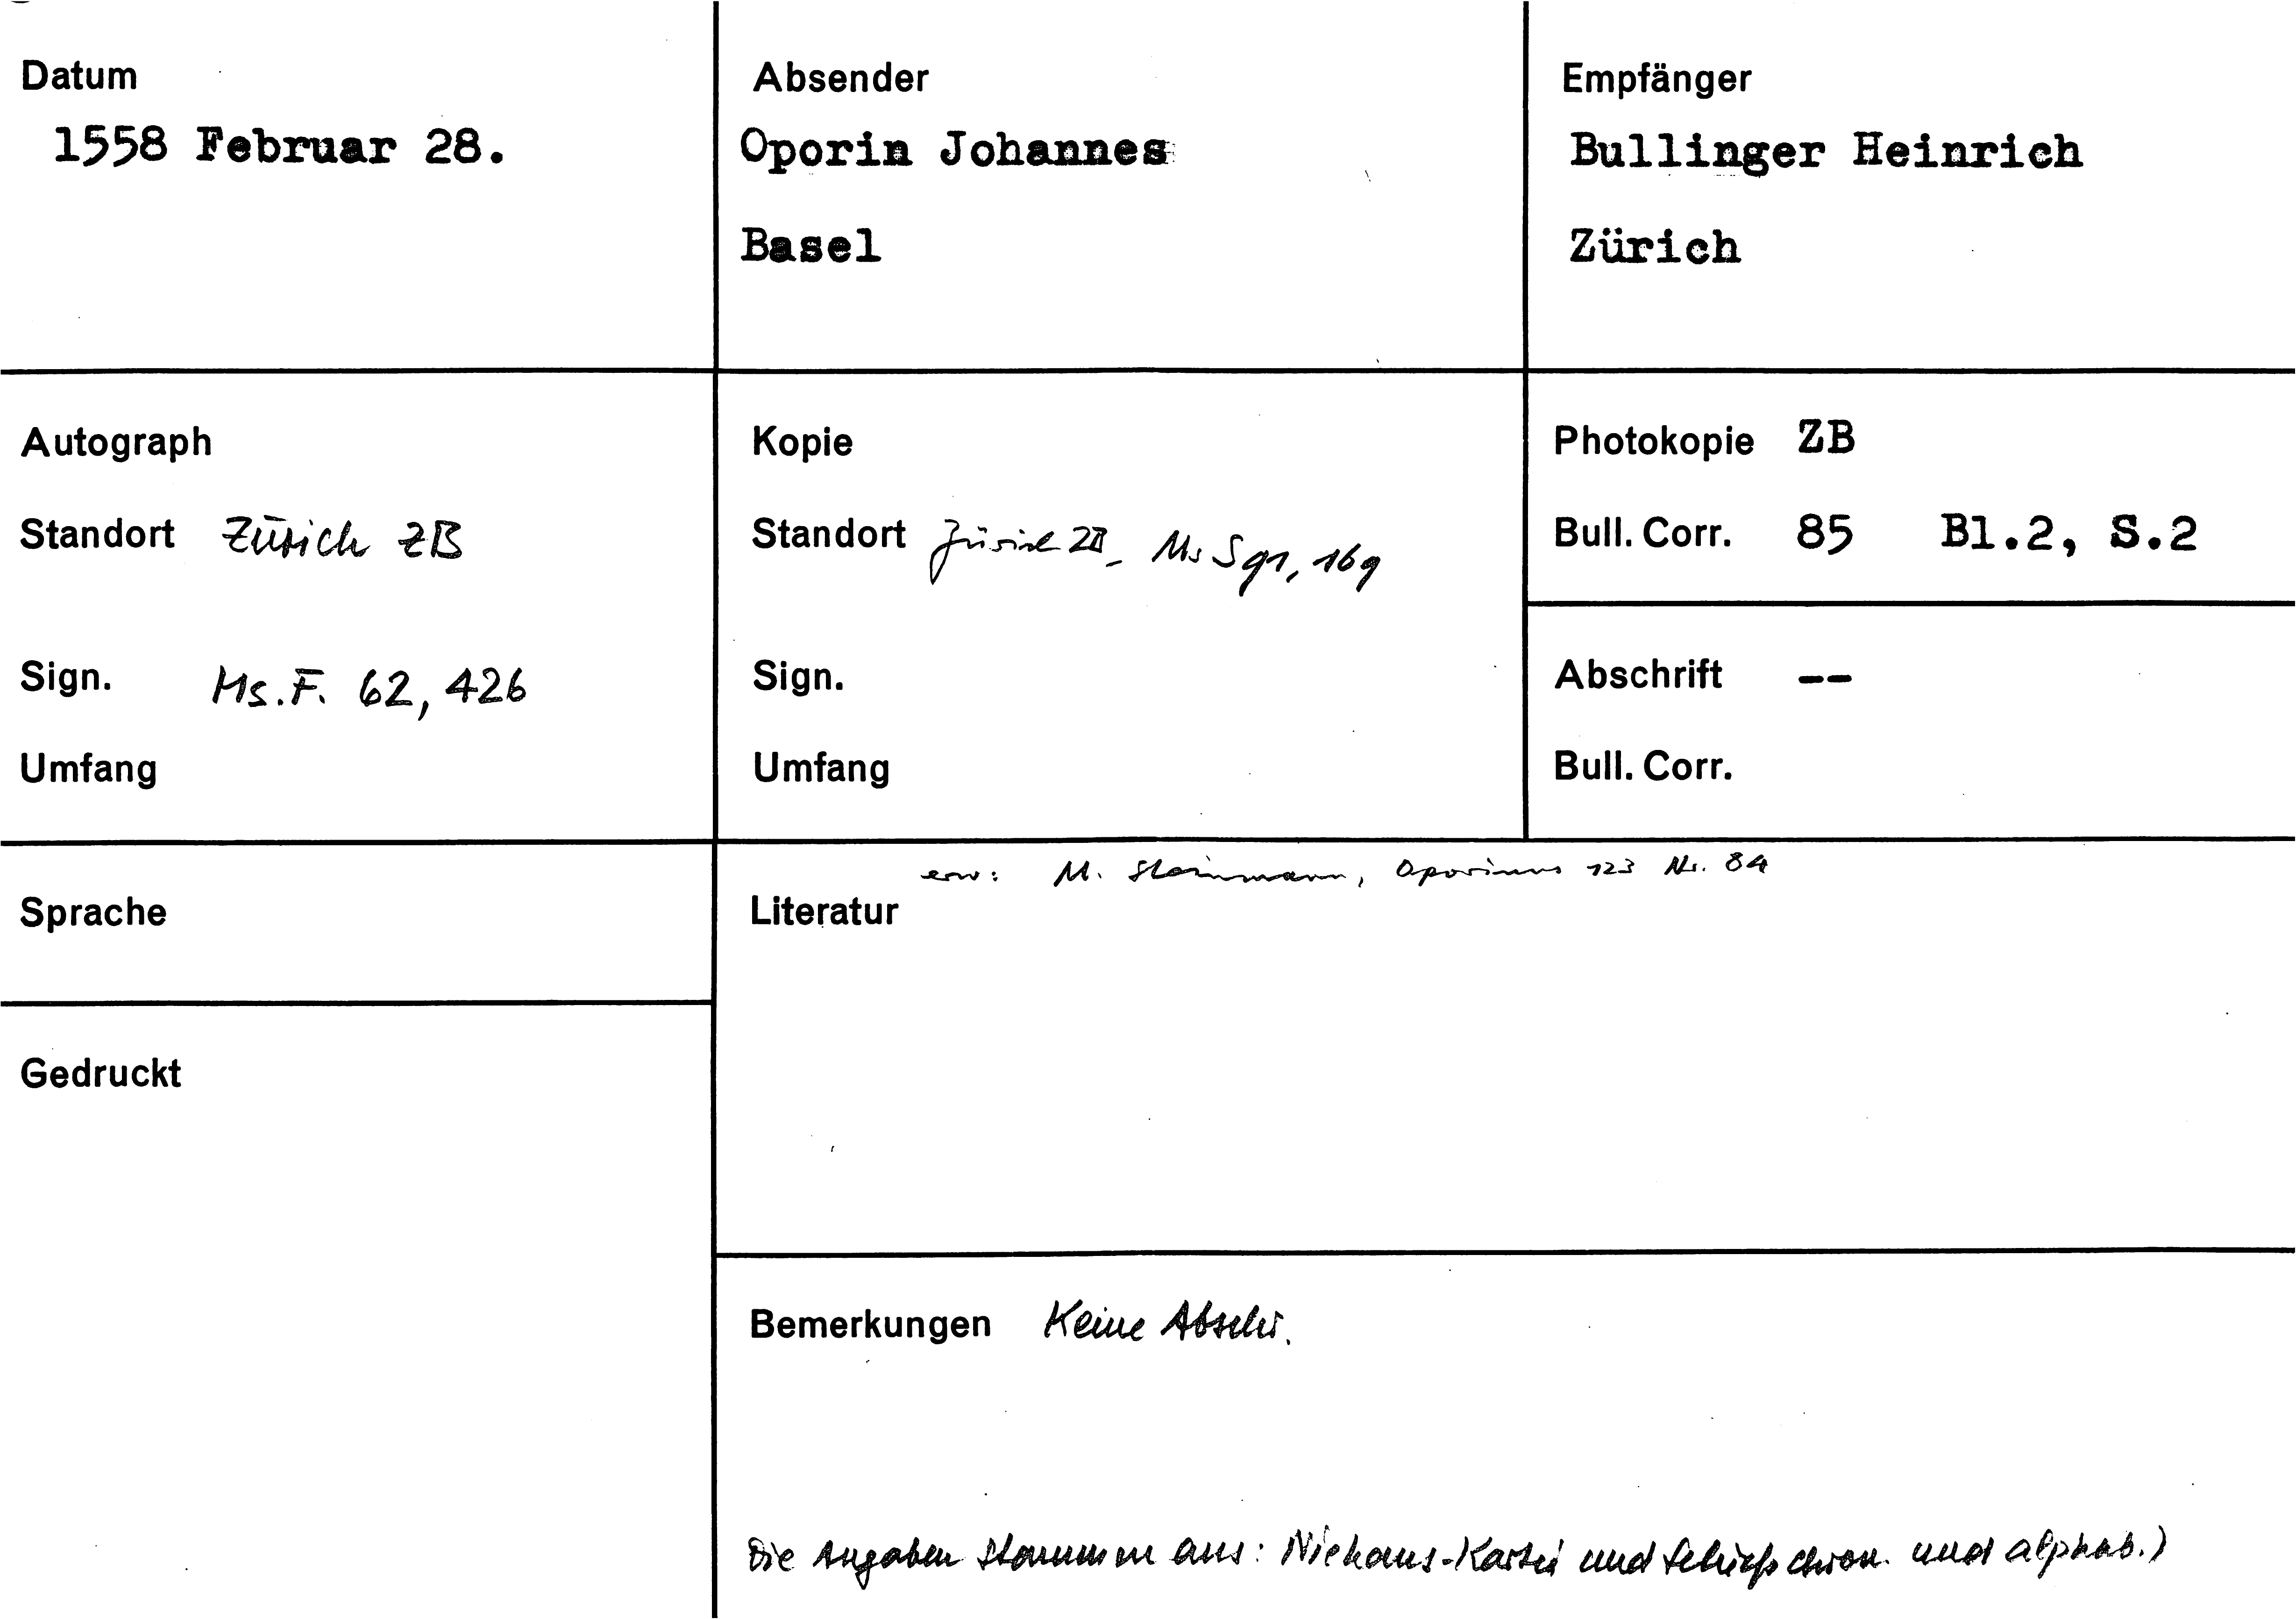 Datum
1558 Februar 28.
Absender
Oporin Johannes
Basel
Empfänger
Bullinger Heinrich
Zürich
Autograph
Standort Zürich ZB
Sign. Ms.F. 62, 426
Umfang
Kopie
Standort Zürich ZB_ Ms S 91, 169
Sign.
Umfang
Photokopie ZB
Bull. Corr. 85 Bl.2, S.2
Abschrift --
Bull. Corr.
Sprache
Gedruckt
erw: M. Steinmann, Oporinus 123 Nr. 84
Literatur
Bemerkungen Keine Abschr.
Die Angaben stammen aus: Niehaus-Kartei und Schieß chron. und alphab.)